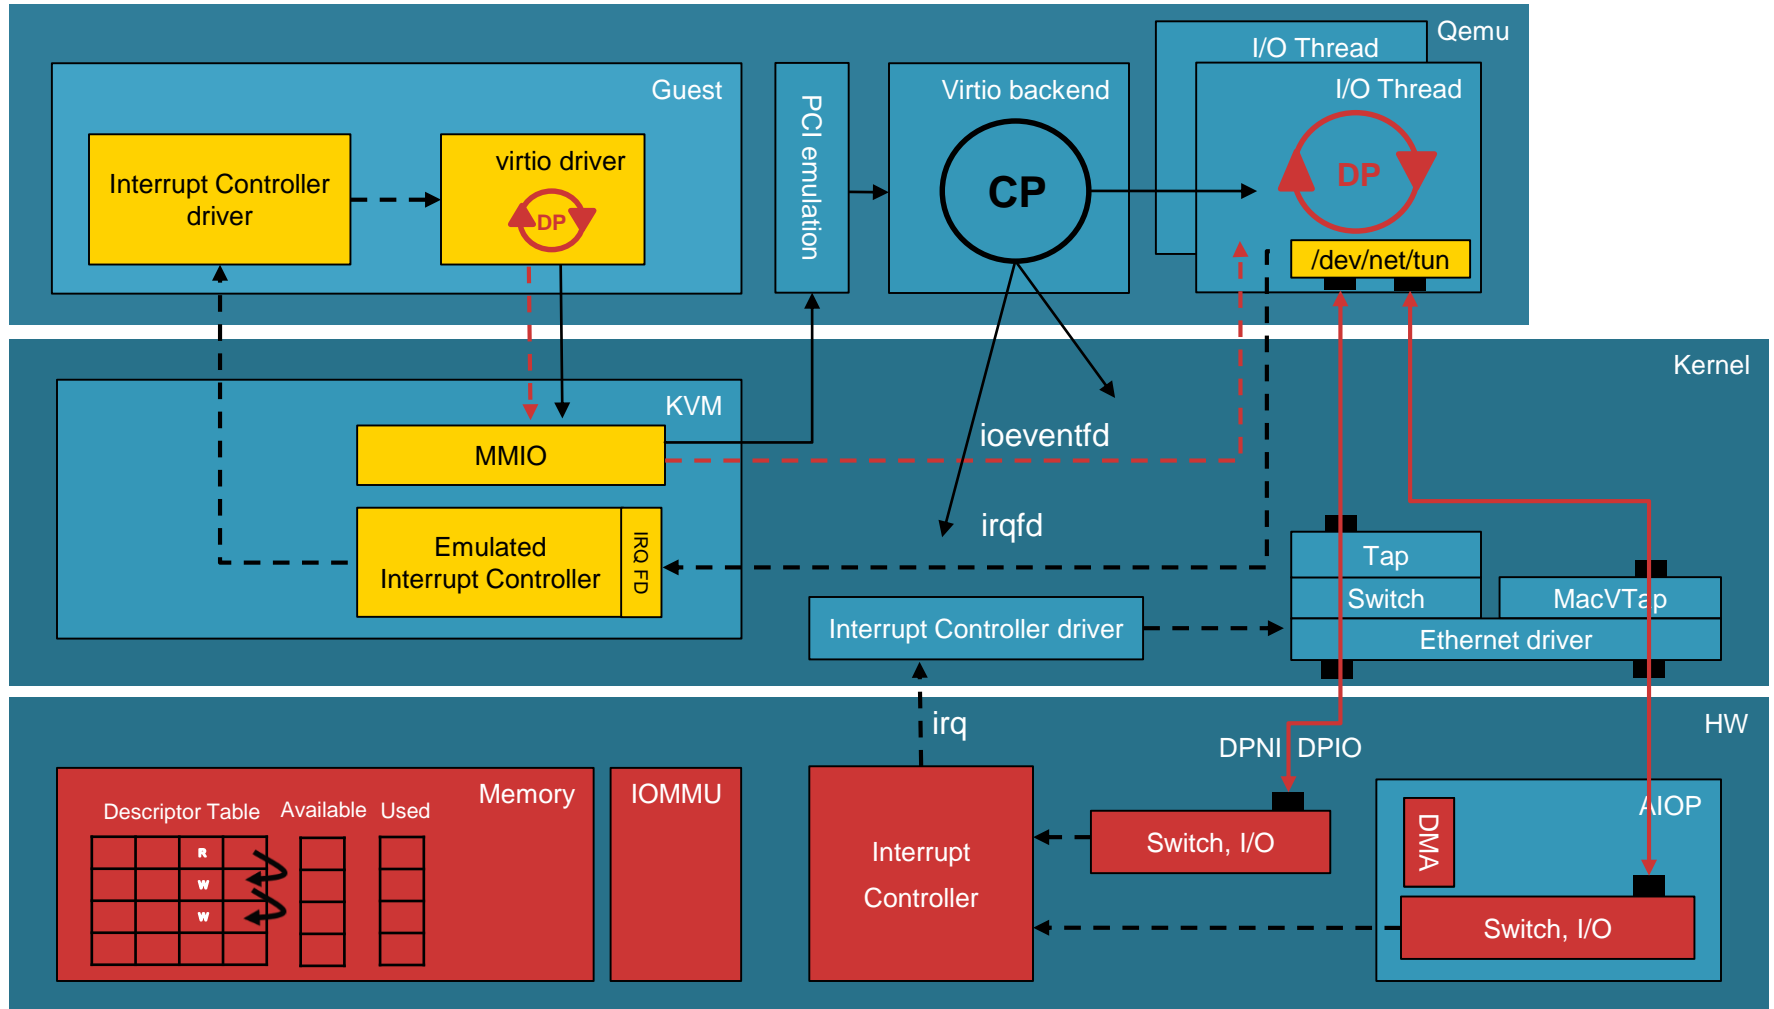 Qemu
I/O Thread
I/O Thread
Guest
Virtio backend
PCI emulation
Interrupt Controller
driver
virtio driver
DP
CP
DP
/dev/net/tun
Kernel
KVM
MMIO
ioeventfd
irqfd
Emulated
Interrupt Controller
IRQ FD
Tap
Switch
MacVTap
Interrupt Controller driver
Ethernet driver
HW
irq
DPNI
DPIO
Memory
IOMMU
Descriptor Table
Available
Used
R
W
W
Interrupt
Controller
Switch, I/O
AIOP
DMA
Switch, I/O